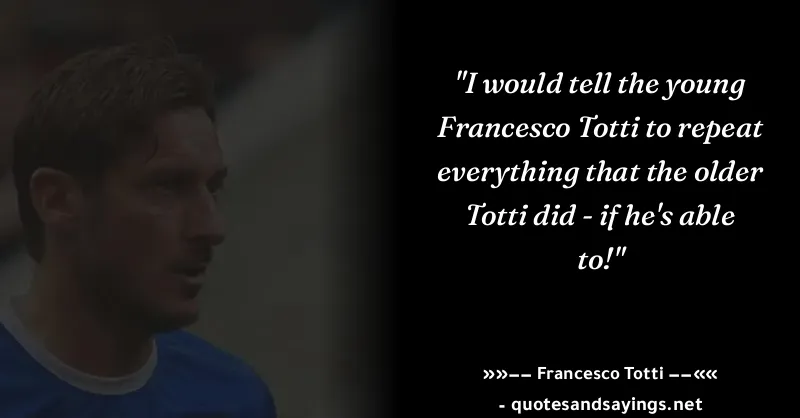 "I would tell the young
Francesco Totti to repeat
everything that the older
Totti did - if he's able
to!"
»»–– Francesco Totti ––««
- quotesandsayings.net